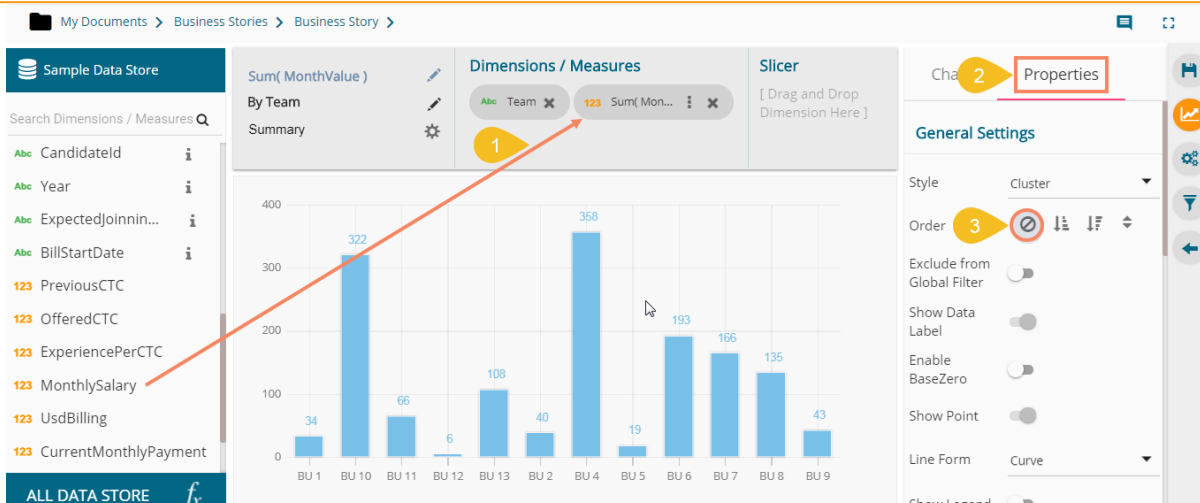 My Documents > Business Stories > Business Story >
Sample Data Store
Search Dimensions / Measures
Abc CandidateId i
Abc Year i
Abc ExpectedJoinnin... i
Abc BillStartDate i
123 PreviousCTC
123 OfferedCTC
123 ExperiencePerCTC
123 MonthlySalary
123 UsdBilling
123 CurrentMonthlyPayment
ALL DATA STORE fx
Sum( MonthValue )
By Team
Summary
Dimensions / Measures
Abc Team 123 Sum( Mon...
1
Slicer
[ Drag and Drop
Dimension Here ]
400
300
200
100
0
34 322 66 6 108 40 358 19 193 166 135 43
BU 1 BU 10 BU 11 BU 12 BU 13 BU 2 BU 4 BU 5 BU 6 BU 7 BU 8 BU 9
2 Properties
General Settings
Style Cluster
Order 3
Exclude from
Global Filter
Show Data
Label
Enable
BaseZero
Show Point
Line Form Curve
Show Legend